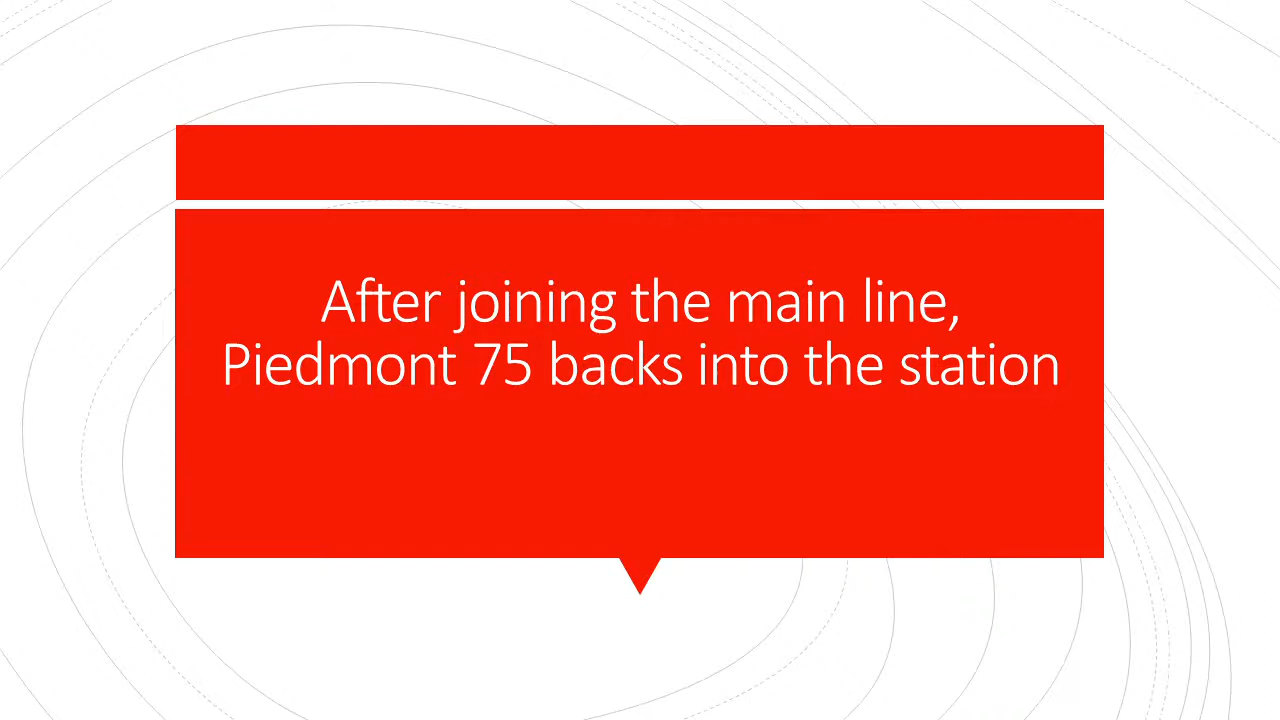 After joining the main line,
Piedmont 75 backs into the station